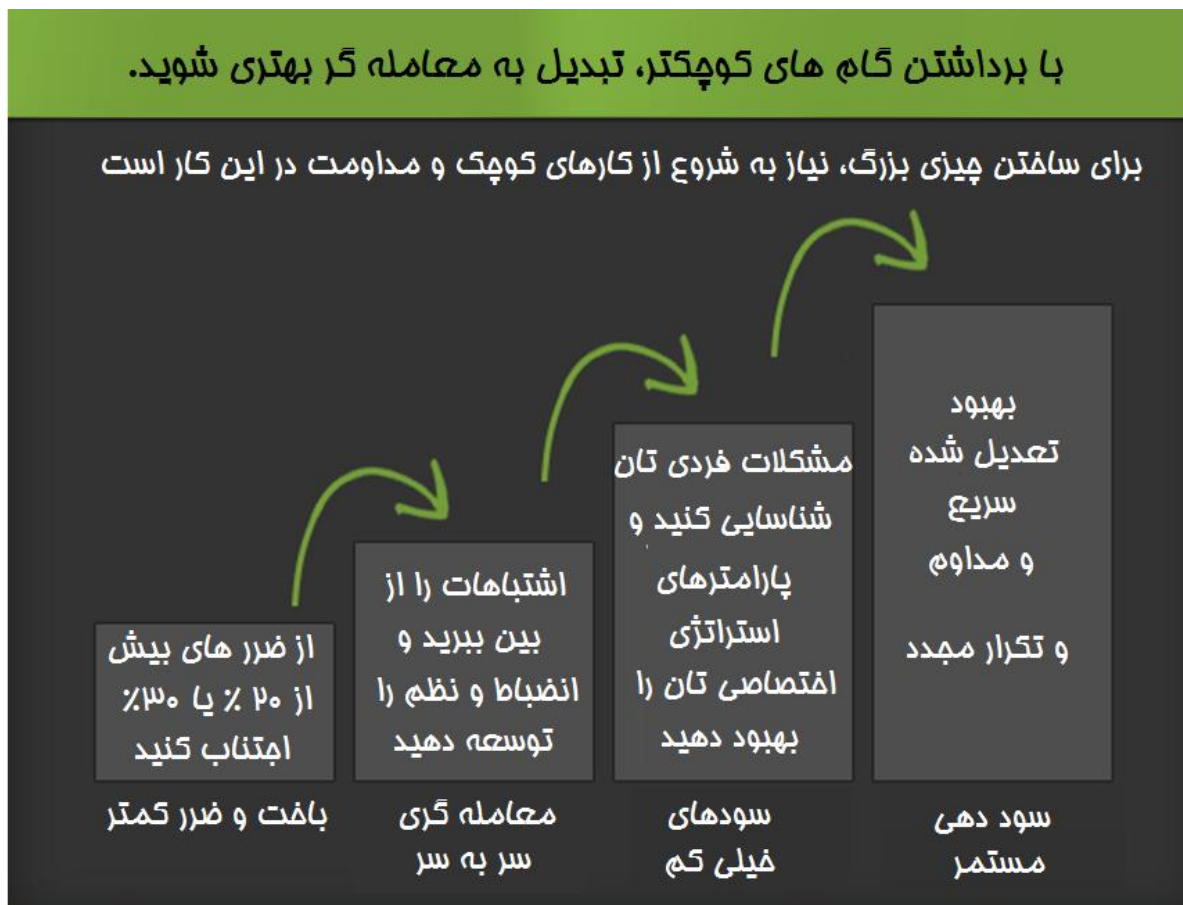 با برداشتن گام های کوچکتر، تبدیل به معامله گر بهتری شوید.
برای ساختن چیزی بزرگ، نیاز به شروع از کارهای کوچک و مداومت در این کار است
از ضرر های بیش
از ۲۰ % یا ۳۰%
اجتناب کنید
باخت و ضرر کمتر
اشتباهات را از
بین ببرید و
انضباط و نظم را
توسعه دهید
معامله گری
سر به سر
مشکلات فردی تان
شناسایی کنید و
پارامترهای
استراتژی
اختصاصی تان را
بهبود دهید
سودهای
خیلی کم
بهبود
تعدیل شده
سریع
و مداوم
و تکرار مجدد
سود دهی
مستمر